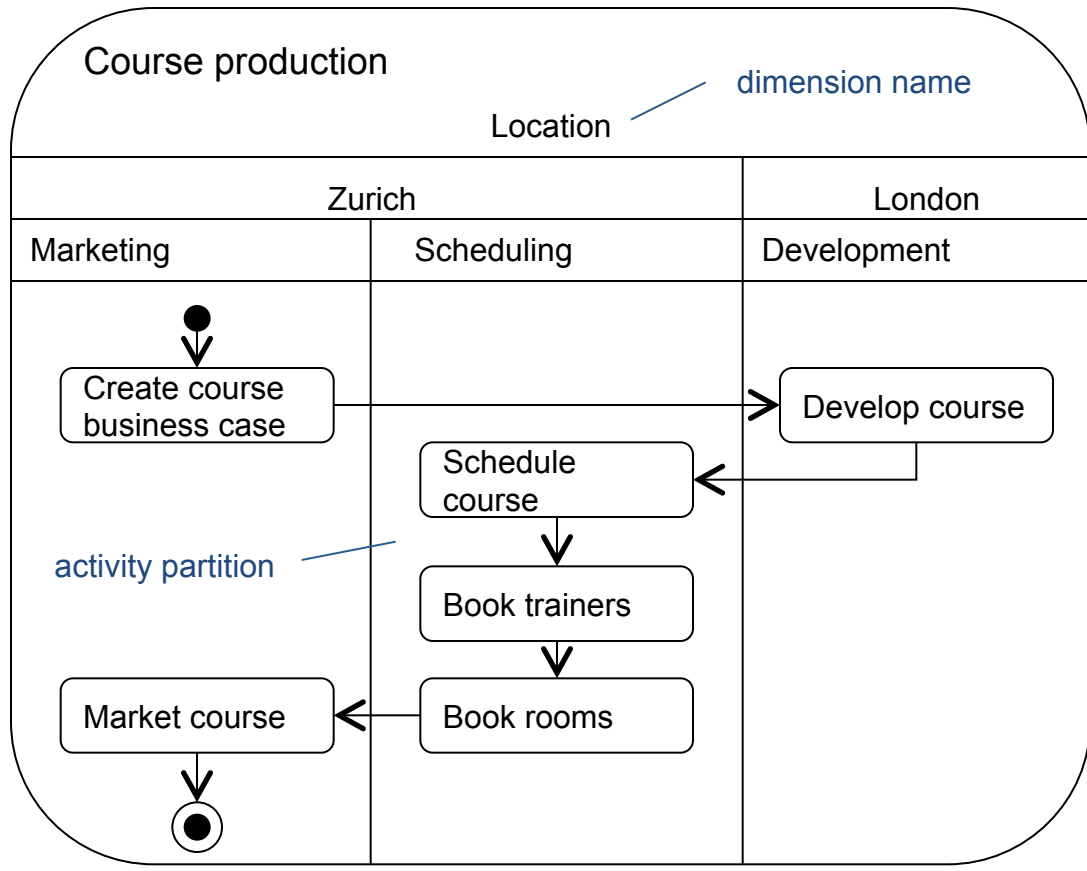 Course production
dimension name
Location
Zurich
London
Marketing
Scheduling
Development
Create course
business case
Develop course
Schedule
course
activity partition
Book trainers
Market course
Book rooms